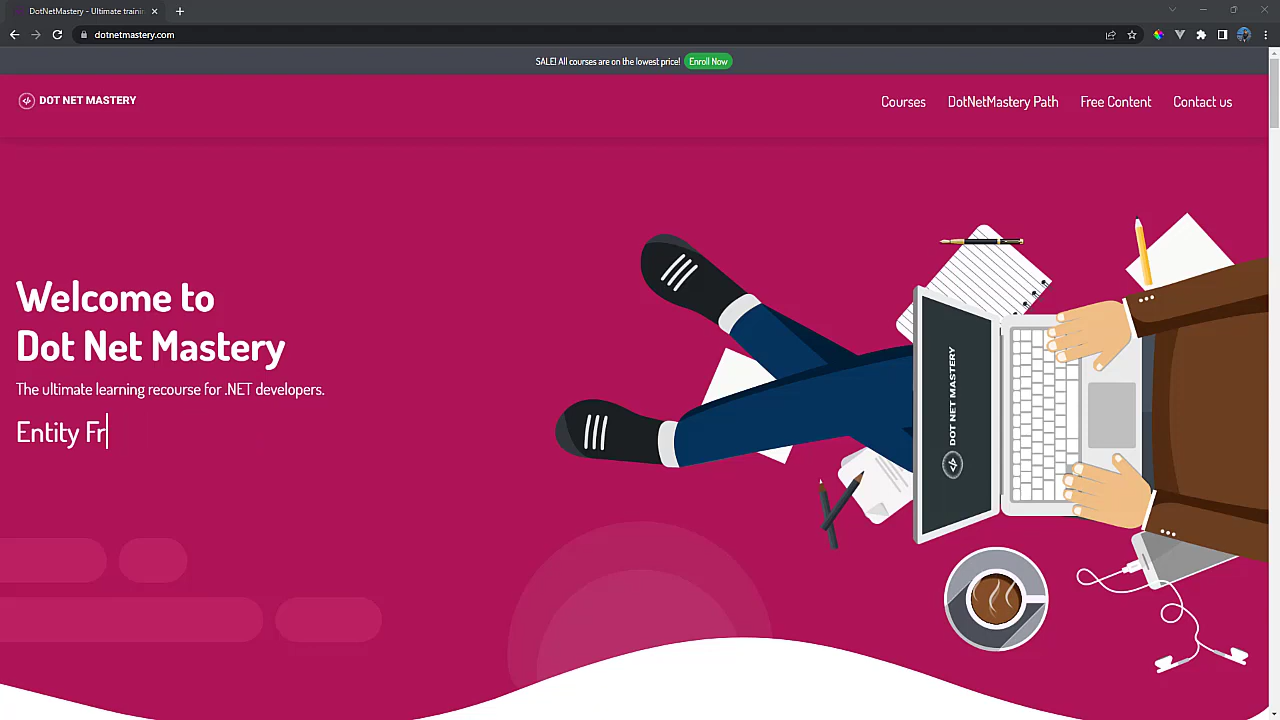 DotNetMastery - Ultimate trainin
dotnetmastery.com
SALE! All courses are on the lowest price! Enroll Now
DOT NET MASTERY
Courses DotNetMastery Path Free Content Contact us
Welcome to
Dot Net Mastery
The ultimate learning recourse for .NET developers.
Entity Fr
DOT NET MASTERY